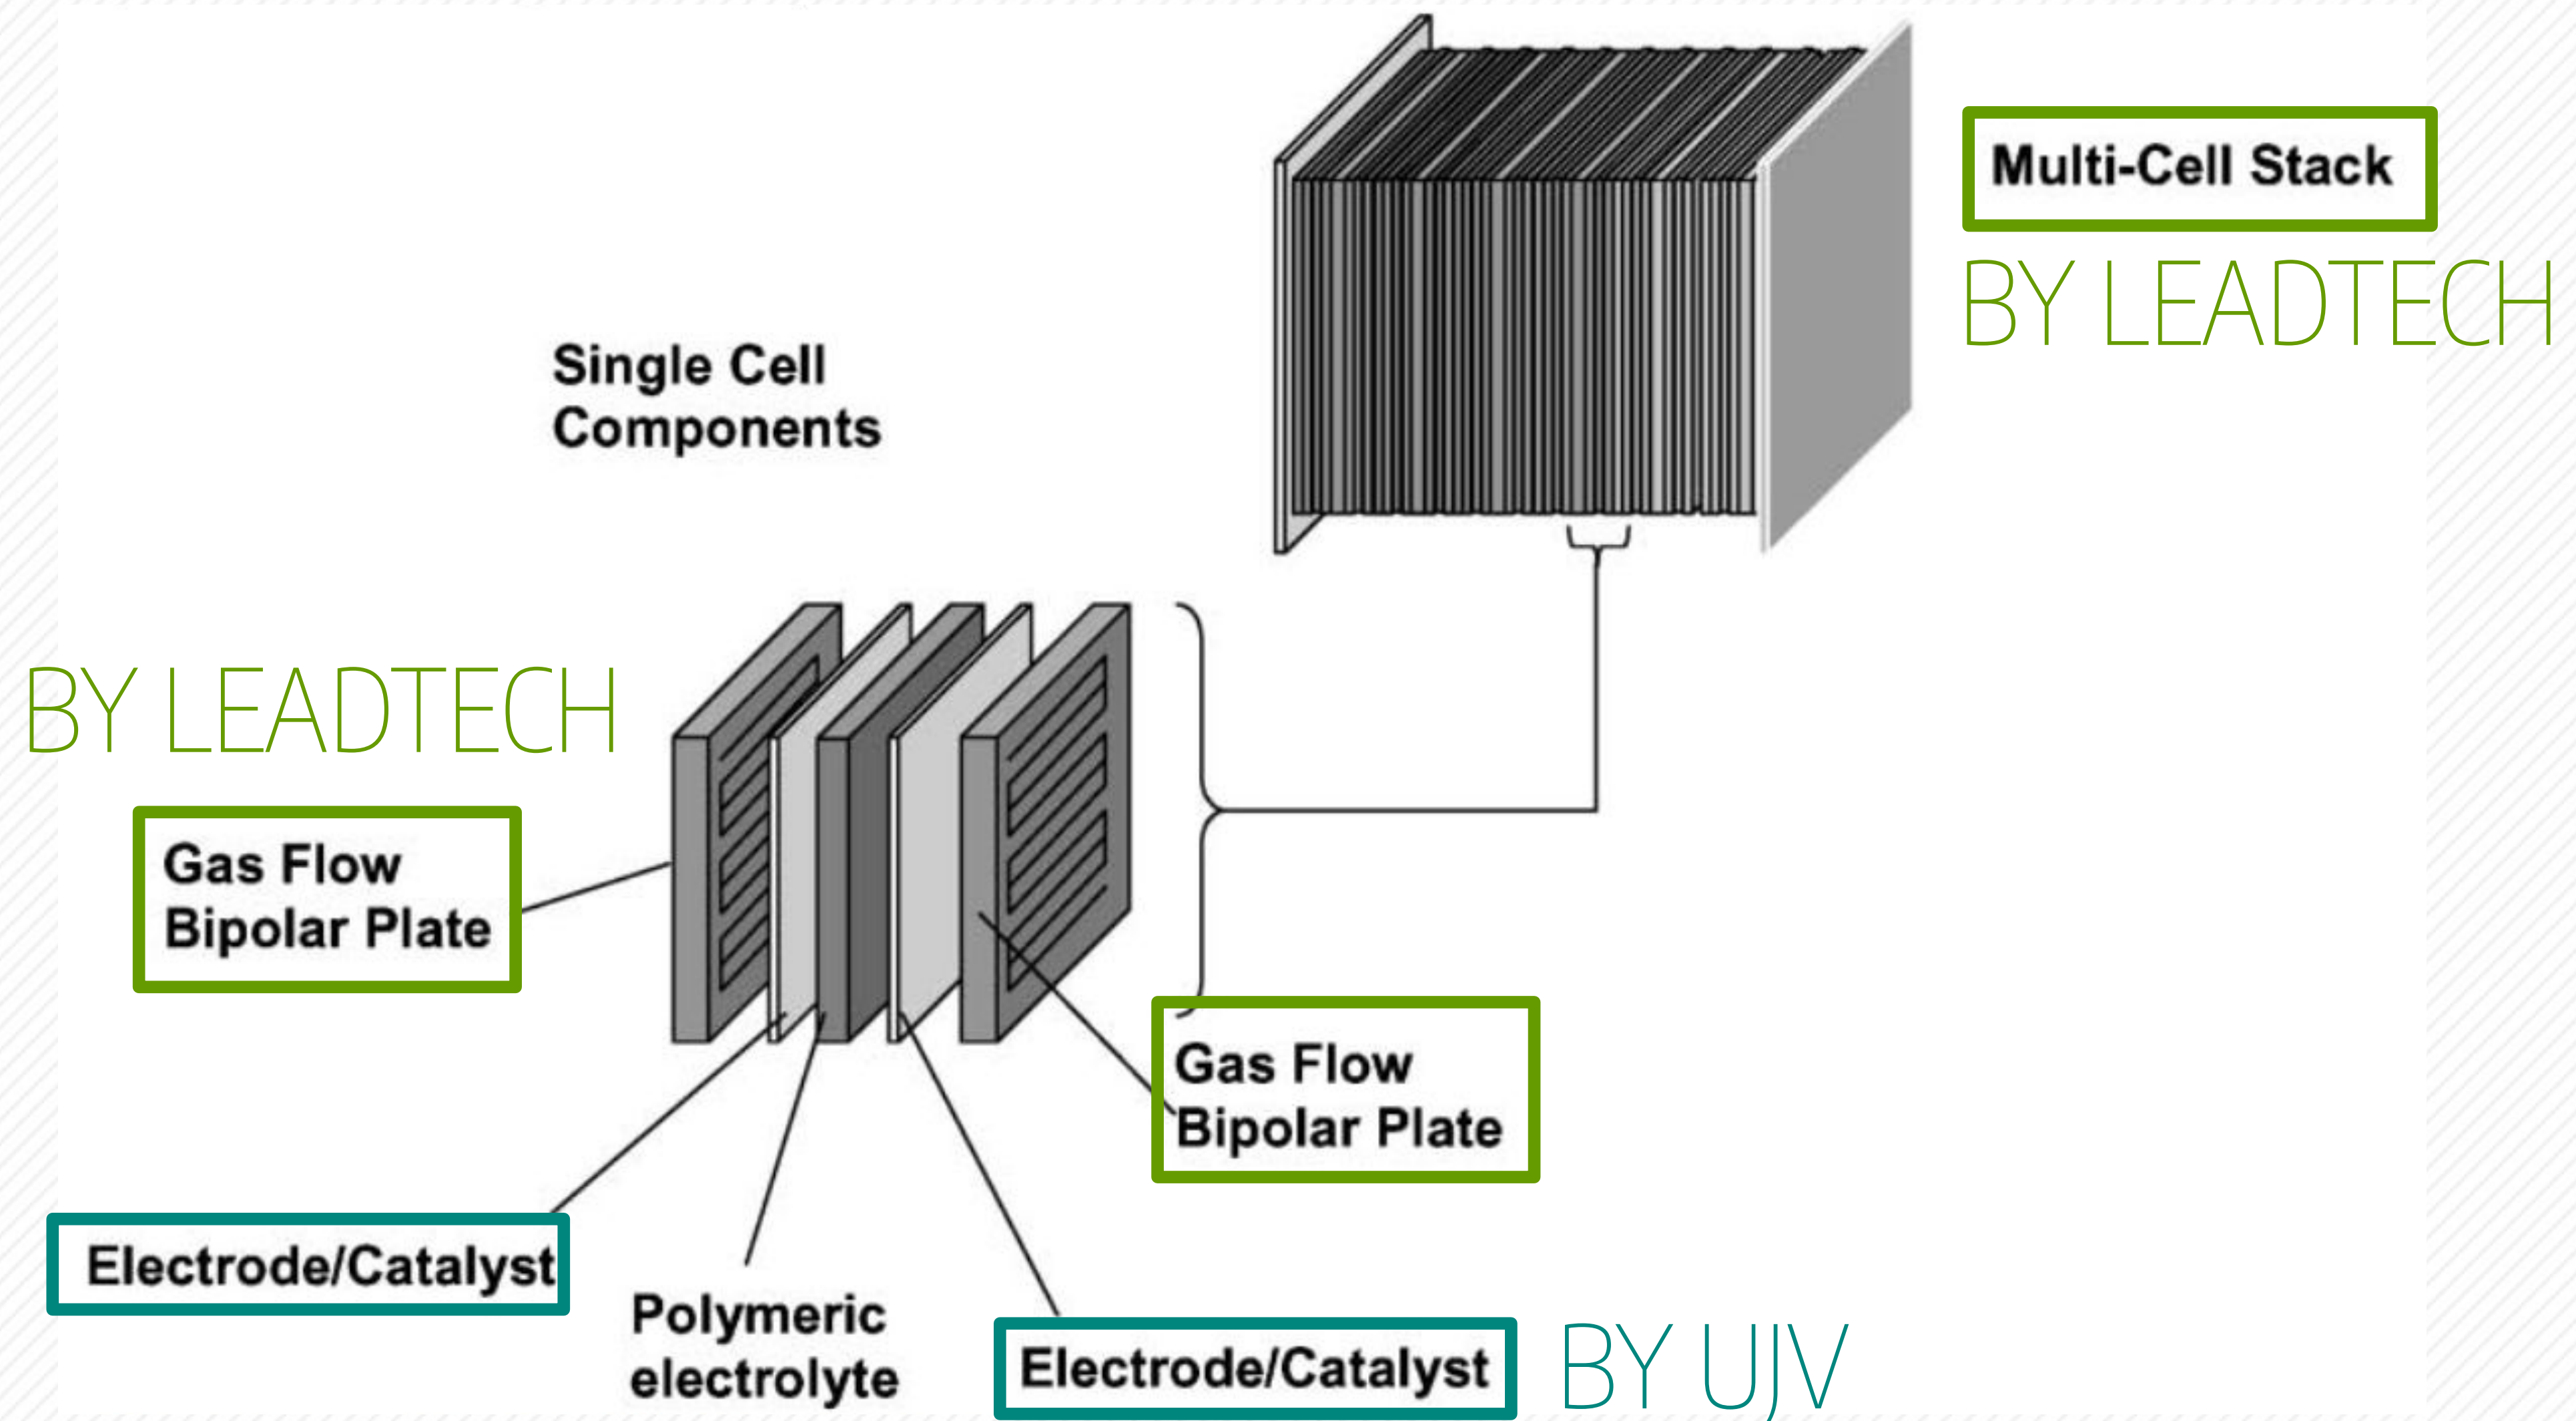 Multi-Cell Stack
BY LEADTECH
Single Cell
Components
BY LEADTECH
Gas Flow
Bipolar Plate
Gas Flow
Bipolar Plate
Electrode/Catalyst
Polymeric
electrolyte
Electrode/Catalyst
BY UJV